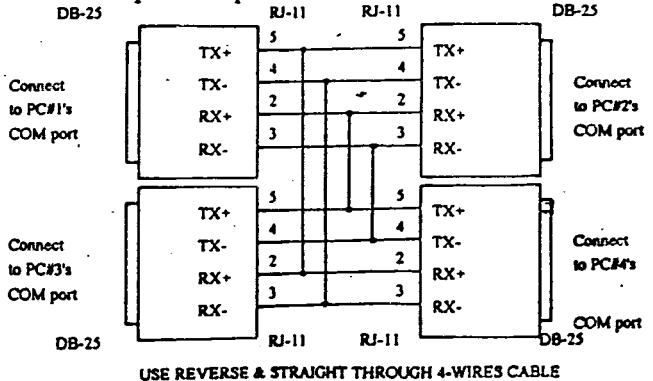 DB-25 RJ-11 RJ-11 DB-25
5 5
TX+ TX+
4 4
Connect TX- TX- Connect
2 2
to PC#1's RX+ RX+ to PC#2's
3 3
COM port RX- RX- COM port
5 5
TX+ TX+
4 4
Connect TX- TX- Connect
2 2
to PC#3's RX+ RX+ to PC#4's
3 3
COM port RX- RX- COM port
DB-25 RJ-11 RJ-11 DB-25
USE REVERSE & STRAIGHT THROUGH 4-WIRES CABLE